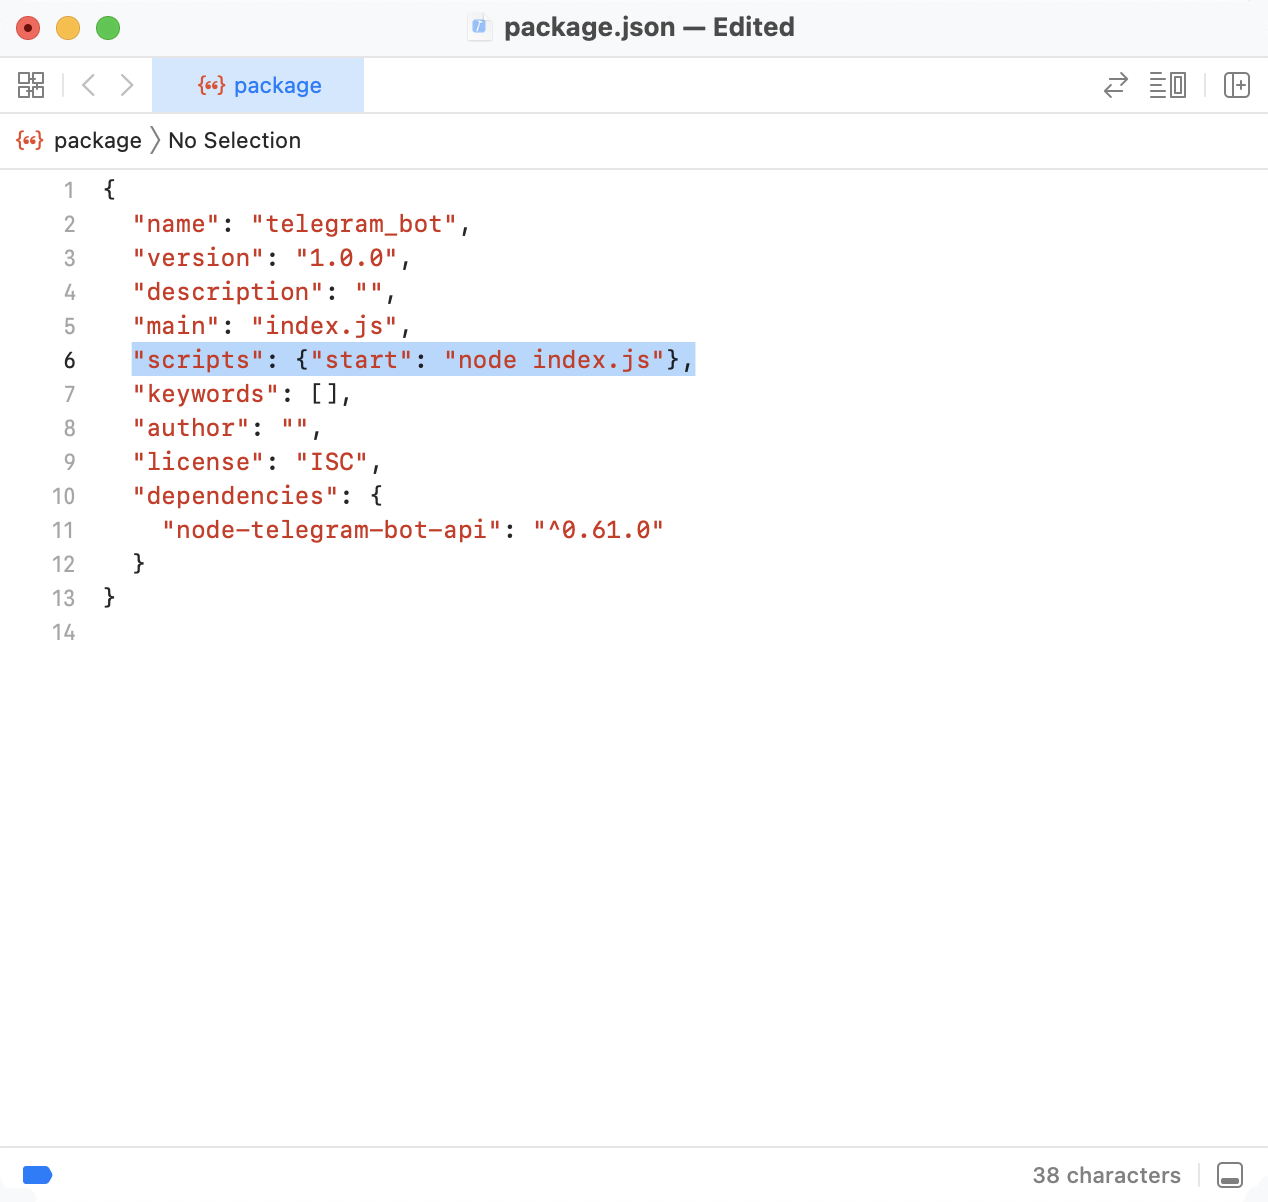 package.json — Edited
package
package No Selection
1 {
2 "name": "telegram_bot",
3 "version": "1.0.0",
4 "description": "",
5 "main": "index.js",
6 "scripts": {"start": "node index.js"},
7 "keywords": [],
8 "author": "",
9 "license": "ISC",
10 "dependencies": {
11 "node-telegram-bot-api": "^0.61.0"
12 }
13 }
14
38 characters